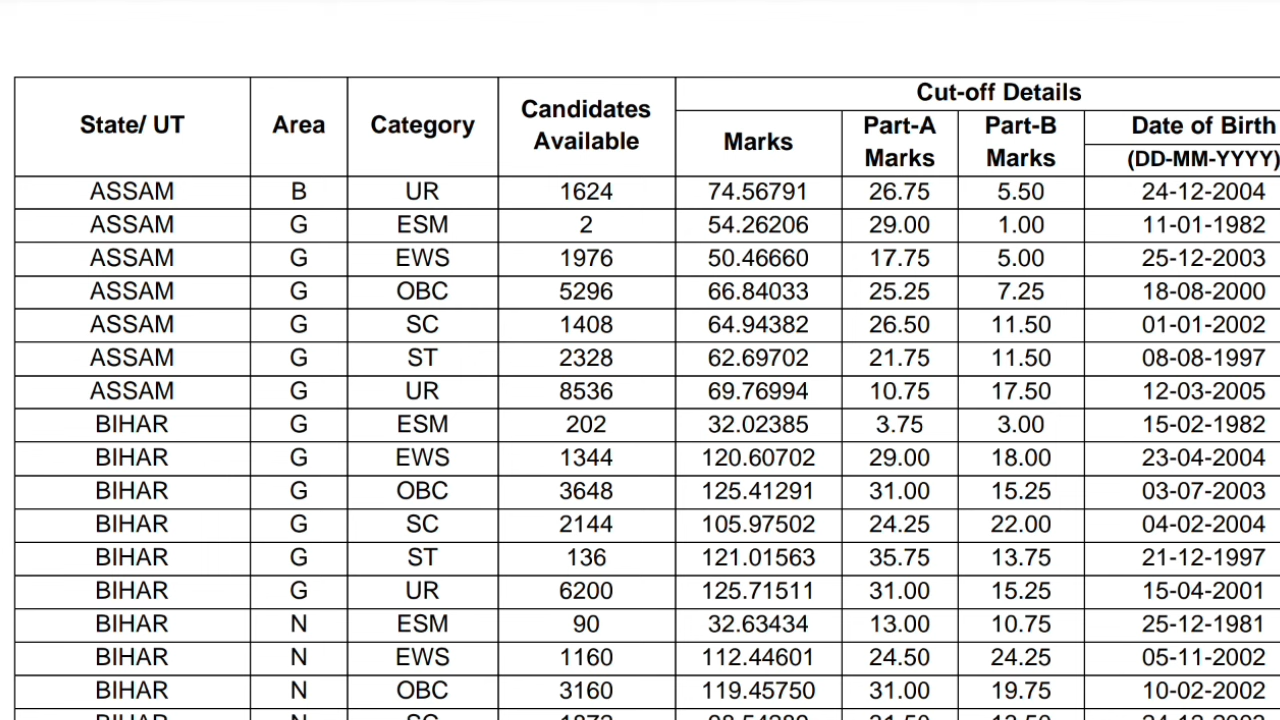 State/ UT Area Category Candidates Available Cut-off Details
Marks Part-A Marks Part-B Marks Date of Birth
(DD-MM-YYYY)
ASSAM B UR 1624 74.56791 26.75 5.50 24-12-2004
ASSAM G ESM 2 54.26206 29.00 1.00 11-01-1982
ASSAM G EWS 1976 50.46660 17.75 5.00 25-12-2003
ASSAM G OBC 5296 66.84033 25.25 7.25 18-08-2000
ASSAM G SC 1408 64.94382 26.50 11.50 01-01-2002
ASSAM G ST 2328 62.69702 21.75 11.50 08-08-1997
ASSAM G UR 8536 69.76994 10.75 17.50 12-03-2005
BIHAR G ESM 202 32.02385 3.75 3.00 15-02-1982
BIHAR G EWS 1344 120.60702 29.00 18.00 23-04-2004
BIHAR G OBC 3648 125.41291 31.00 15.25 03-07-2003
BIHAR G SC 2144 105.97502 24.25 22.00 04-02-2004
BIHAR G ST 136 121.01563 35.75 13.75 21-12-1997
BIHAR G UR 6200 125.71511 31.00 15.25 15-04-2001
BIHAR N ESM 90 32.63434 13.00 10.75 25-12-1981
BIHAR N EWS 1160 112.44601 24.50 24.25 05-11-2002
BIHAR N OBC 3160 119.45750 31.00 19.75 10-02-2002
BIHAR N SC